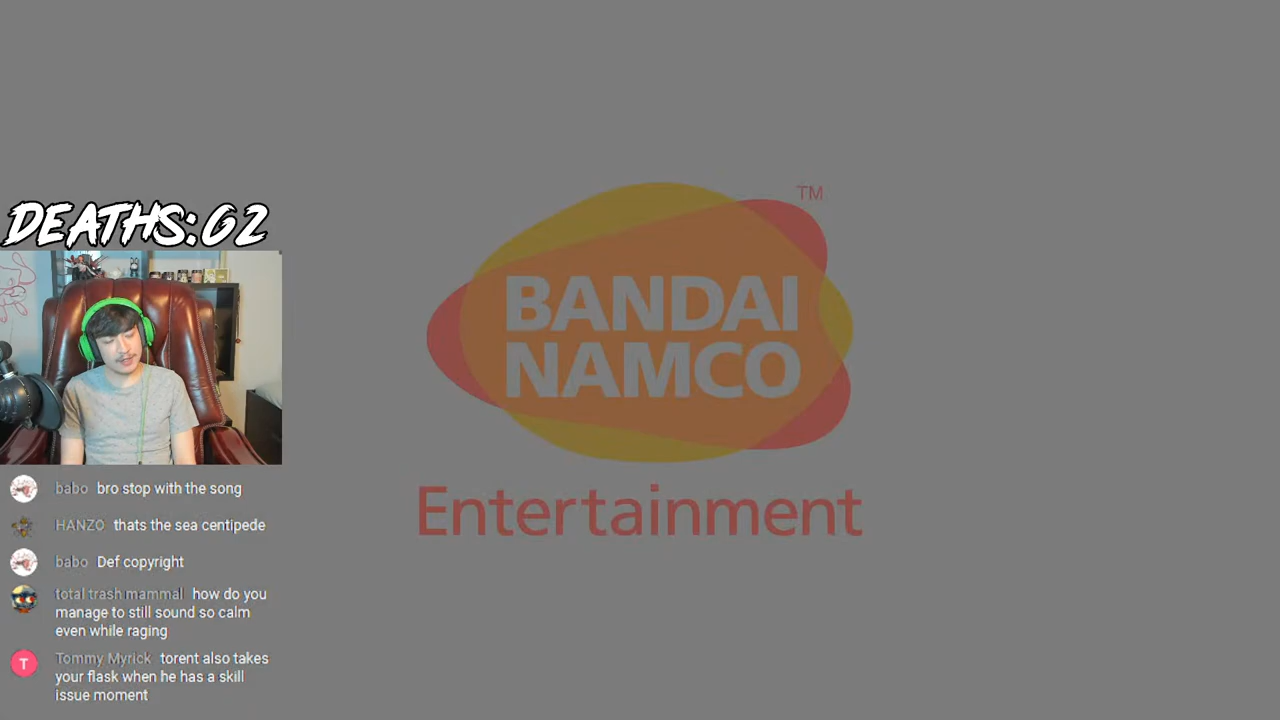 DEATHS:62
TM
BANDAI
NAMCO
Entertainment
babo bro stop with the song
HANZO thats the sea centipede
babo Def copyright
total trash mammal how do you
manage to still sound so calm
even while raging
T
Tommy Myrick torent also takes
your flask when he has a skill
issue moment